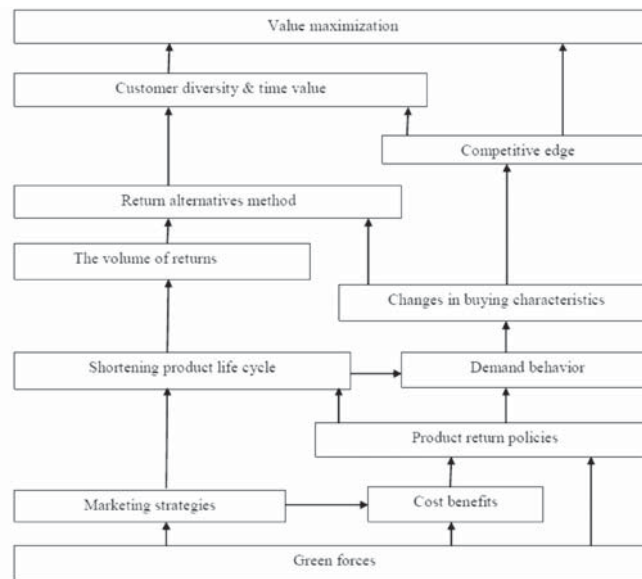 Value maximization
Customer diversity & time value
Competitive edge
Return alternatives method
The volume of returns
Changes in buying characteristics
Shortening product life cycle
Demand behavior
Product return policies
Marketing strategies
Cost benefits
Green forces